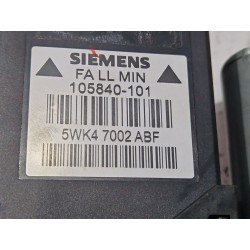 SIEMENS
FA LL MIN
105840-101
5WK4 7002 ABF